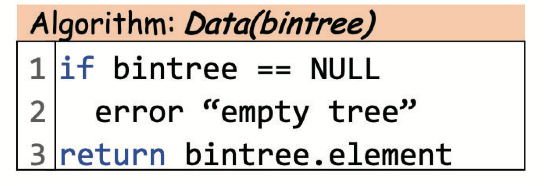 Algorithm: Data(bintree)
1 if bintree == NULL
2 error “empty tree”
3 return bintree.element